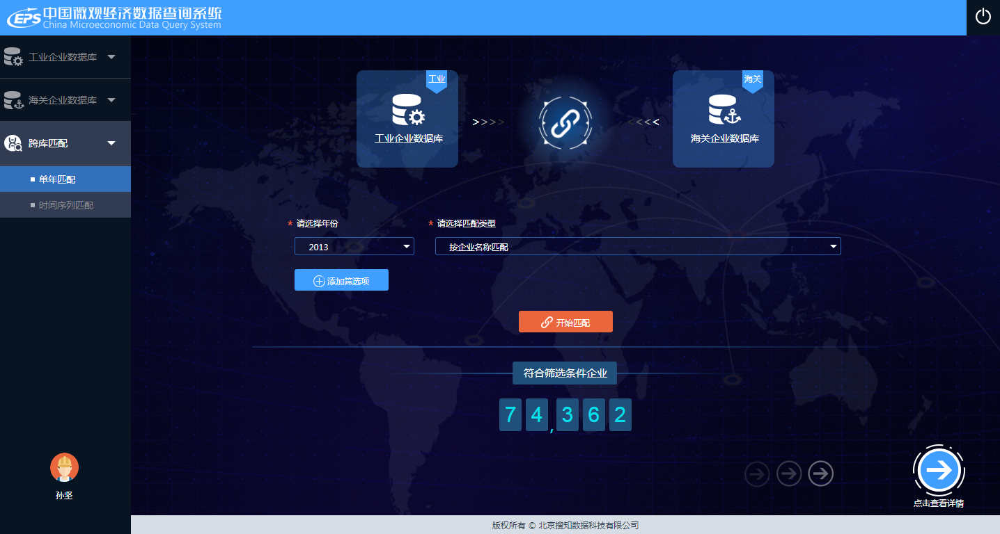 EPS 中国微观经济数据查询系统
China Microeconomic Data Query System
工业企业数据库
海关企业数据库
跨库匹配
单年匹配
时间序列匹配
孙坚
工业
工业企业数据库
>>>>
<<<<
海关
海关企业数据库
* 请选择年份
* 请选择匹配类型
2013
按企业名称匹配
添加筛选项
开始匹配
符合筛选条件企业
74,362
点击查看详情
版权所有 © 北京搜知数据科技有限公司